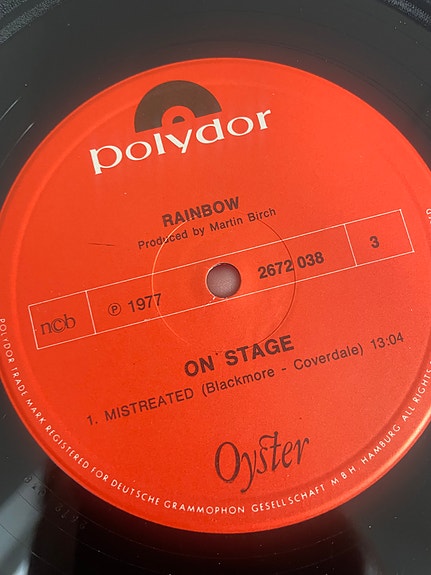 polydor
RAINBOW
Produced by Martin Birch
ncb
℗ 1977
2672 038
3
ON STAGE
1. MISTREATED (Blackmore - Coverdale) 13:04
Oyster
POLYDOR TRADE MARK REGISTERED FOR DEUTSCHE GRAMMOPHON GESELLSCHAFT M.B.H. HAMBURG ALL RIGHTS